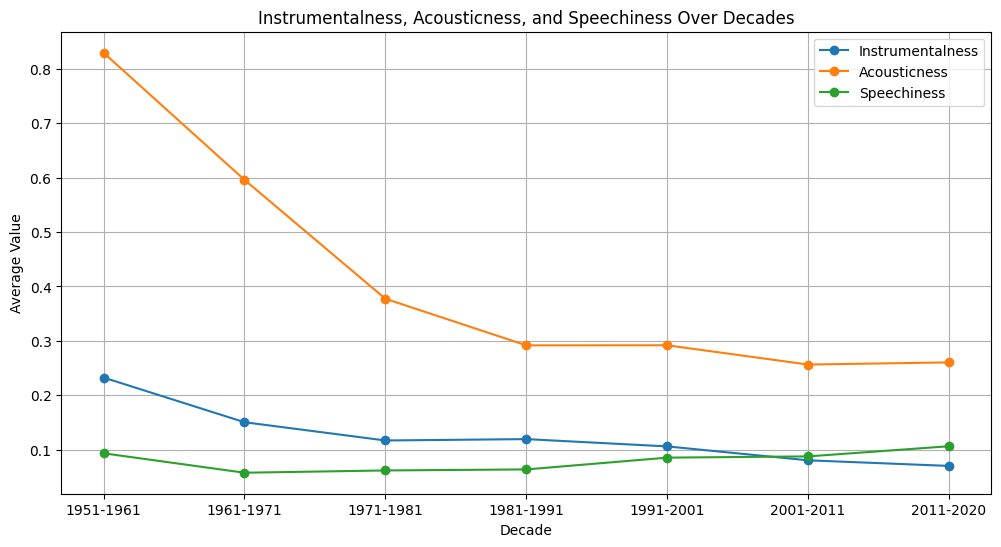 Instrumentalness, Acousticness, and Speechiness Over Decades
Instrumentalness
Acousticness
Speechiness
Average Value
0.8
0.7
0.6
0.5
0.4
0.3
0.2
0.1
1951-1961 1961-1971 1971-1981 1981-1991 1991-2001 2001-2011 2011-2020
Decade